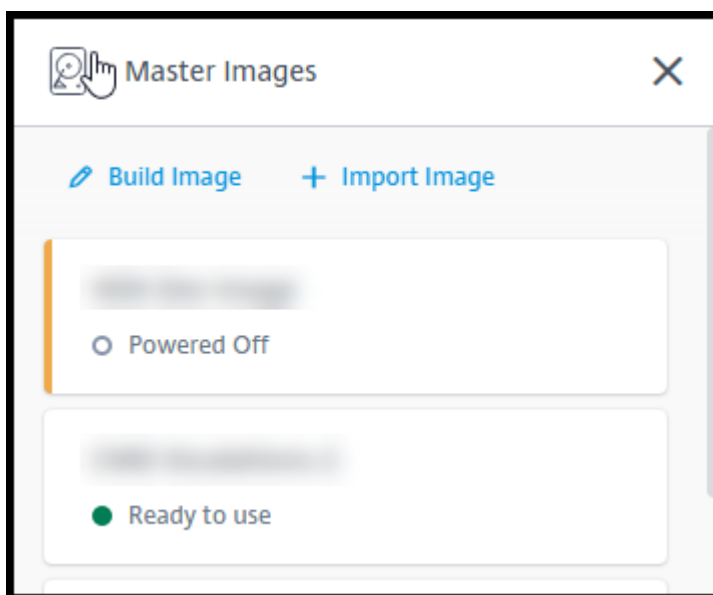 Master Images
Build Image
Import Image
Powered Off
Ready to use